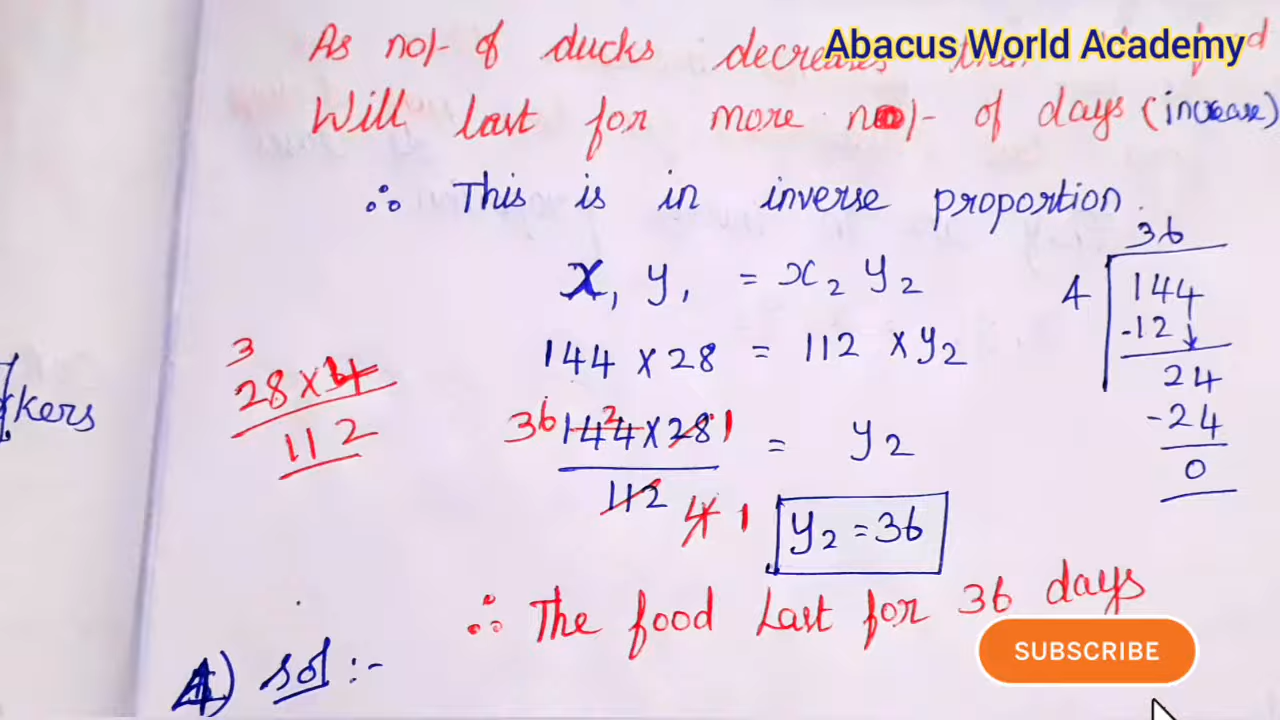 Abacus World Academy
As no/- of ducks decreases
Will last for more no/- of days (increase)
∴ This is in inverse proportion.
x₁ y₁ = x₂ y₂
144 × 28 = 112 × y₂
144 × 28 = y₂
112
36
2
1
4
1
y₂ = 36
∴ The food Last for 36 days
3
28 × 4
112
36
4
144
-12
24
-24
0
kers
4) Sol :-
SUBSCRIBE